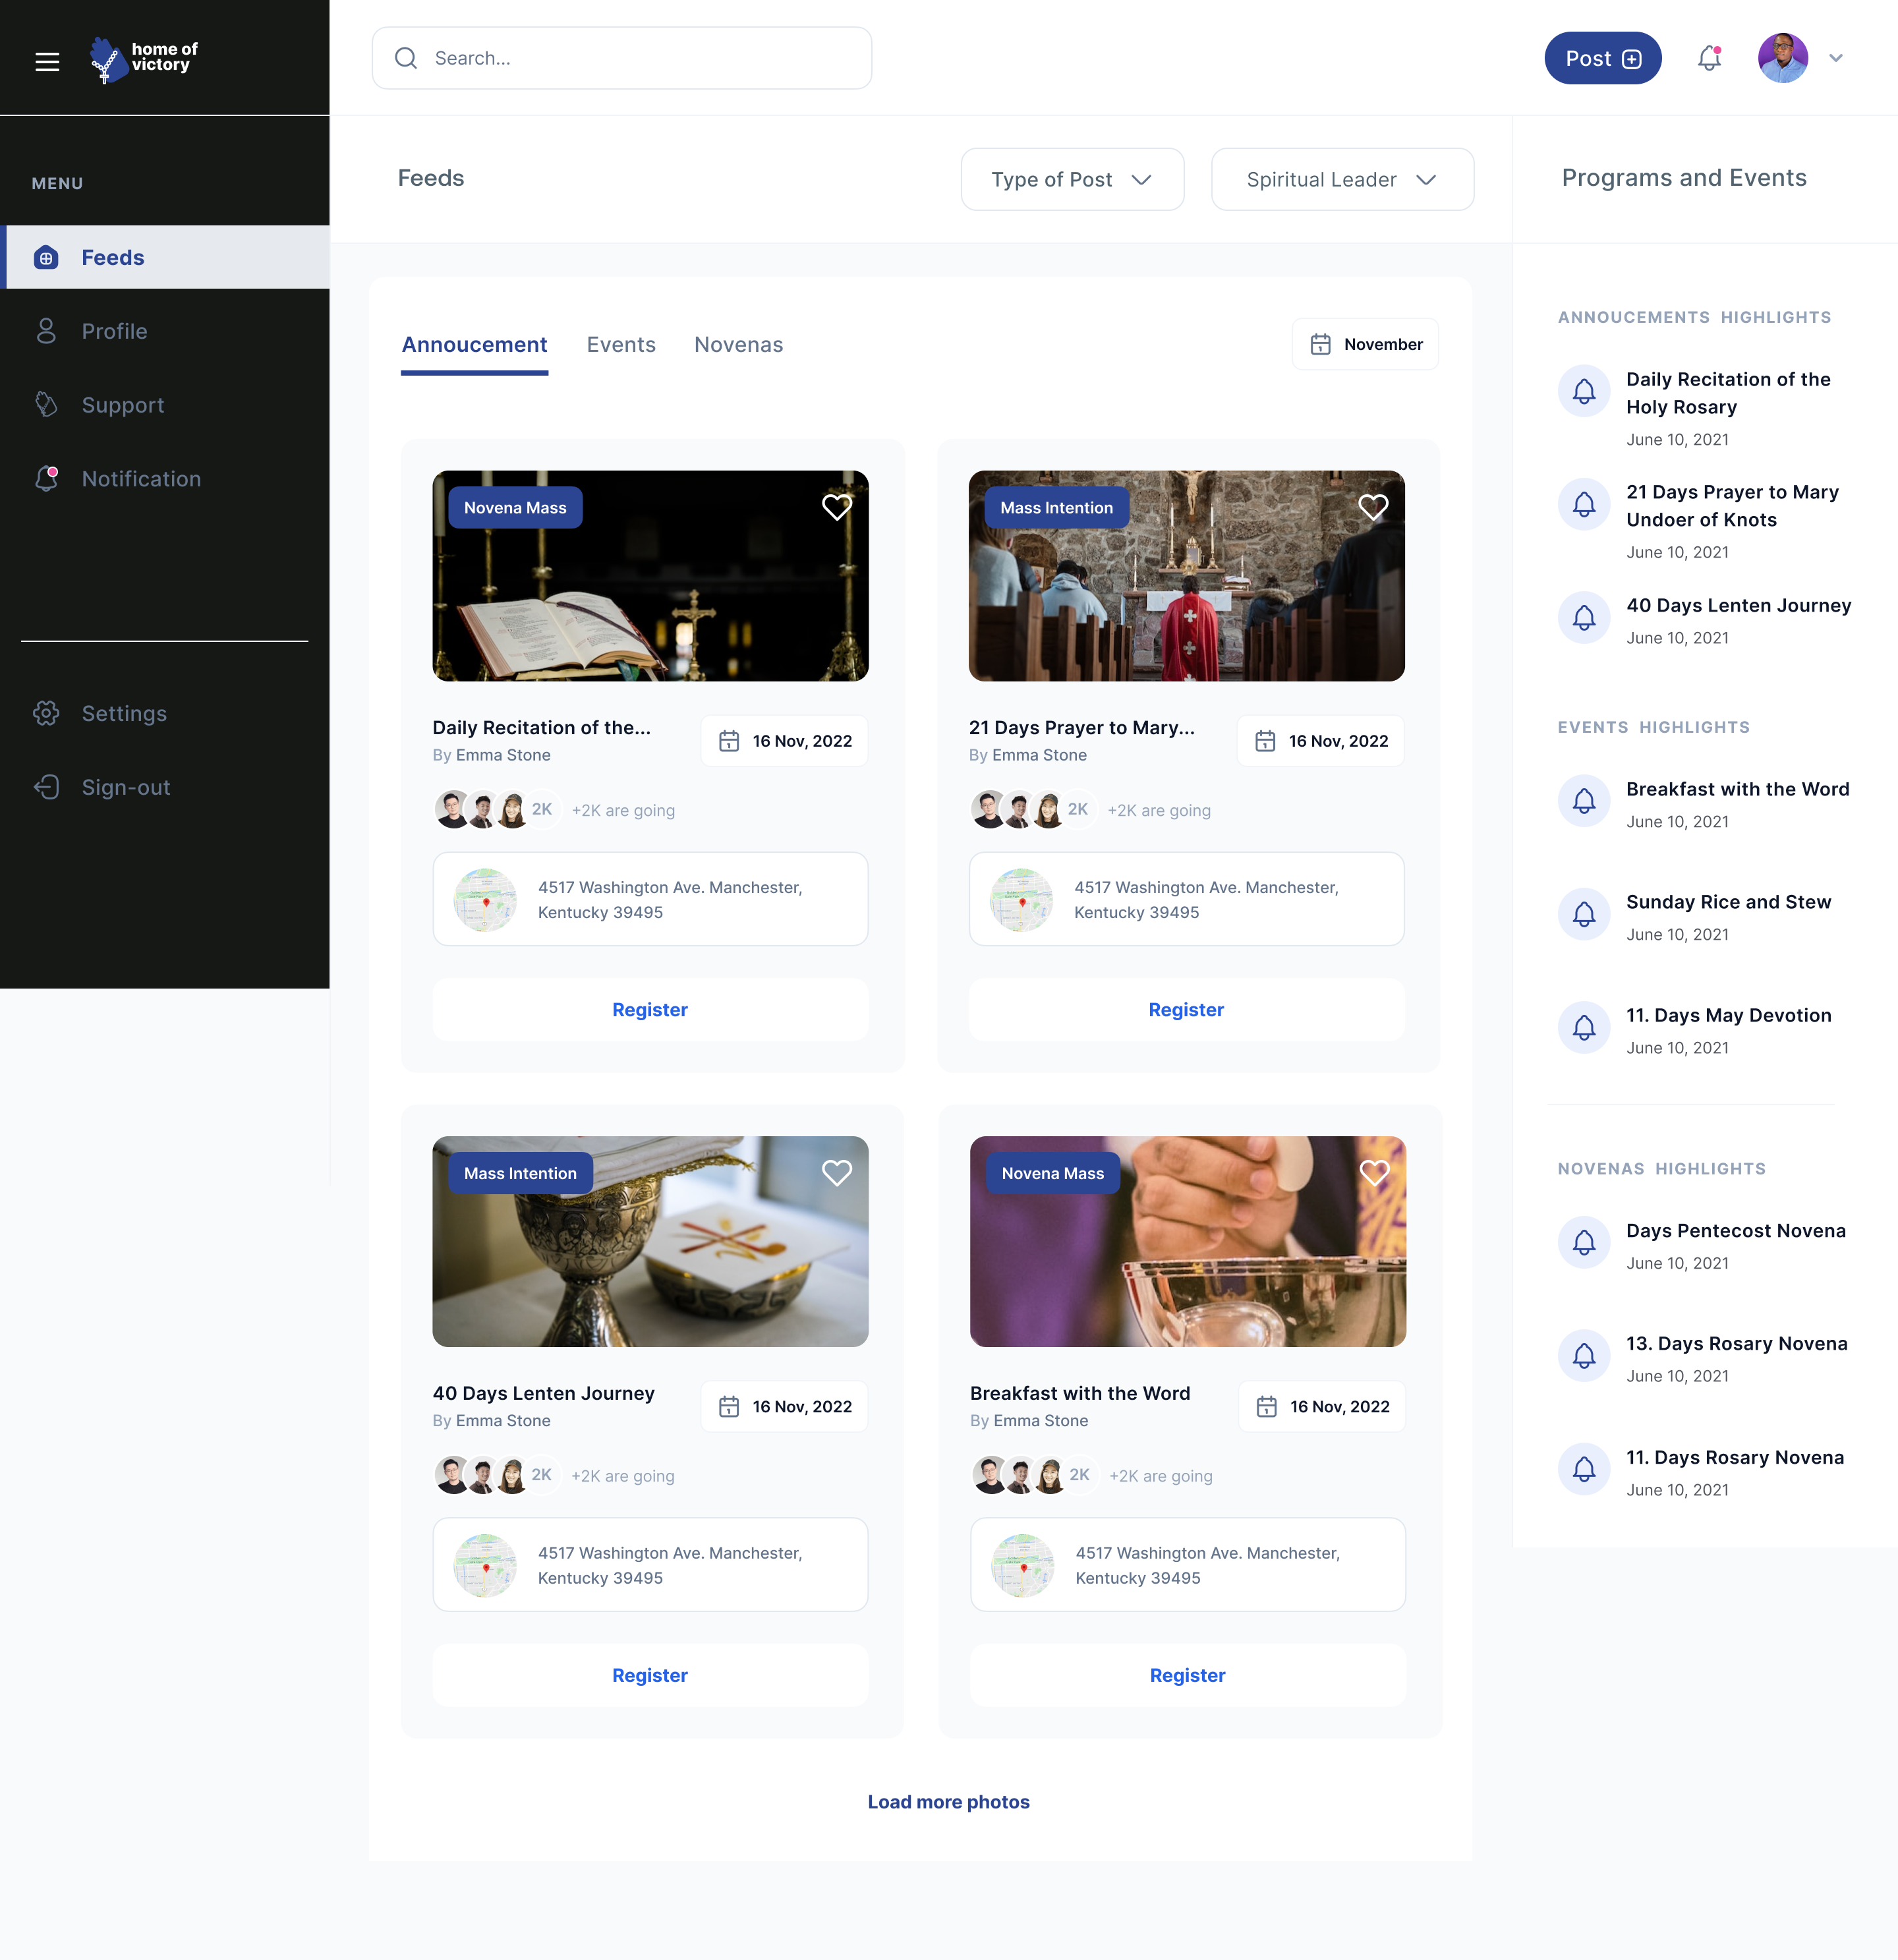 home of
victory
Search...
Post
MENU
Feeds
Profile
Support
Notification
Settings
Sign-out
Feeds
Type of Post
Spiritual Leader
Annoucement
Events
Novenas
November
Novena Mass
Daily Recitation of the...
By Emma Stone
16 Nov, 2022
2K
+2K are going
4517 Washington Ave. Manchester,
Kentucky 39495
Register
Mass Intention
21 Days Prayer to Mary...
By Emma Stone
16 Nov, 2022
2K
+2K are going
4517 Washington Ave. Manchester,
Kentucky 39495
Register
Mass Intention
40 Days Lenten Journey
By Emma Stone
16 Nov, 2022
2K
+2K are going
4517 Washington Ave. Manchester,
Kentucky 39495
Register
Novena Mass
Breakfast with the Word
By Emma Stone
16 Nov, 2022
2K
+2K are going
4517 Washington Ave. Manchester,
Kentucky 39495
Register
Load more photos
Programs and Events
ANNOUCEMENTS HIGHLIGHTS
Daily Recitation of the
Holy Rosary
June 10, 2021
21 Days Prayer to Mary
Undoer of Knots
June 10, 2021
40 Days Lenten Journey
June 10, 2021
EVENTS HIGHLIGHTS
Breakfast with the Word
June 10, 2021
Sunday Rice and Stew
June 10, 2021
11. Days May Devotion
June 10, 2021
NOVENAS HIGHLIGHTS
Days Pentecost Novena
June 10, 2021
13. Days Rosary Novena
June 10, 2021
11. Days Rosary Novena
June 10, 2021